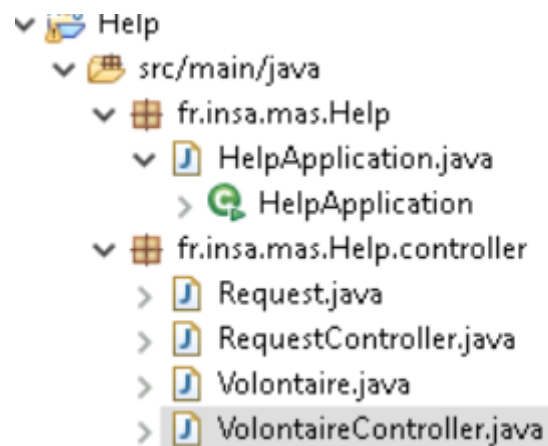 Help
src/main/java
fr.insa.mas.Help
HelpApplication.java
HelpApplication
fr.insa.mas.Help.controller
Request.java
RequestController.java
Volontaire.java
VolontaireController.java